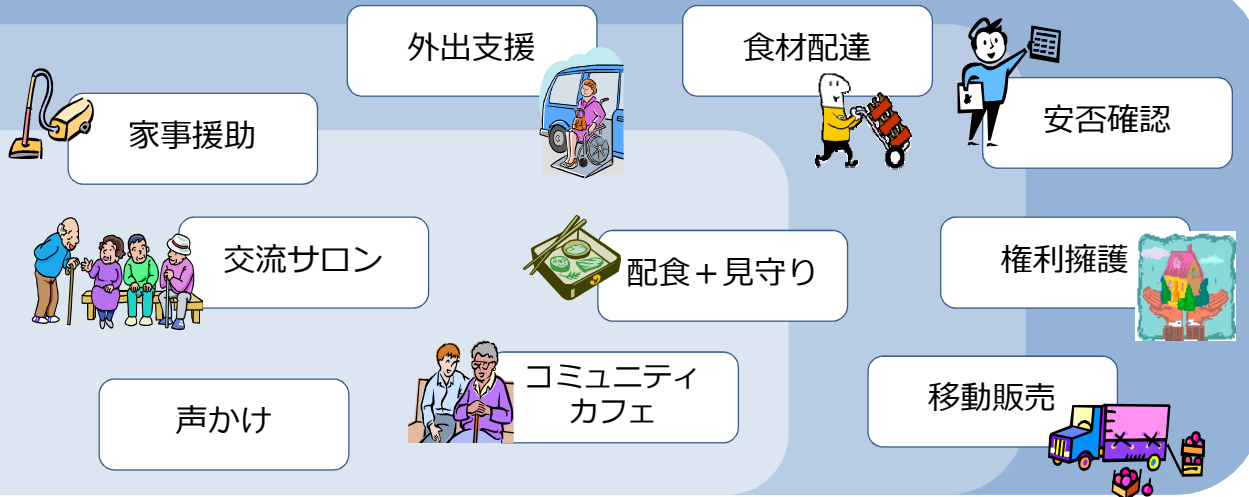 外出支援
食材配達
安否確認
家事援助
交流サロン
配食＋見守り
権利擁護
コミュニティ
カフェ
移動販売
声かけ